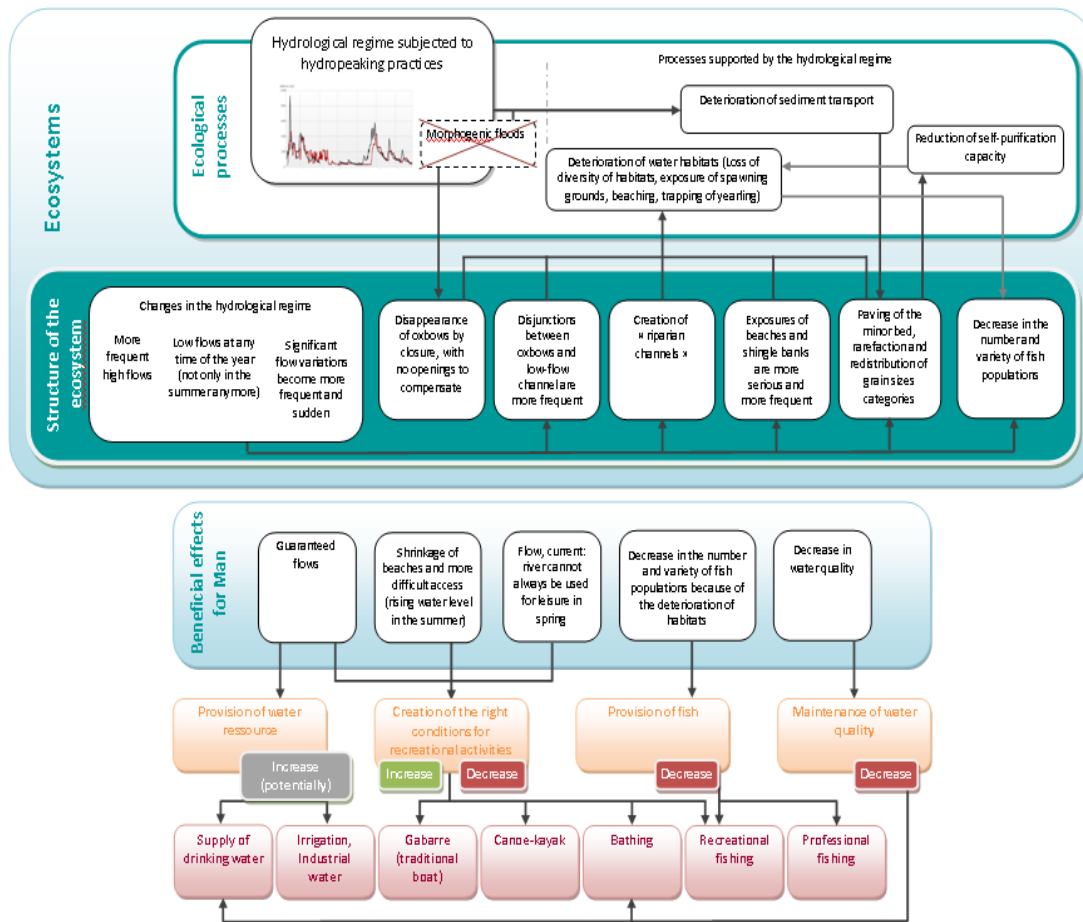 Ecosystems
Ecological
processes
Hydrological regime subjected to
hydropeaking practices
Morphogenic floods
Processes supported by the hydrological regime
Deterioration of sediment transport
Reduction of self-purification
capacity
Deterioration of water habitats (Loss of
diversity of habitats, exposure of spawning
grounds, beaching, trapping of yearling)
Structure of the
ecosystem
Changes in the hydrological regime
More
frequent
high flows
Low flows at any
time of the year
(not only in the
summer anymore)
Significant
flow variations
become more
frequent and
sudden
Disappearance
of oxbows by
closure, with
no openings to
compensate
Disjunctions
between
oxbows and
low-flow
channel are
more frequent
Creation of
« riparian
channels »
Exposures of
beaches and
shingle banks
are more
serious and
more frequent
Paving of the
minor bed,
rarefaction and
redistribution of
grain sizes
categories
Decrease in the
number and
variety of fish
populations
Beneficial effects
for Man
Guaranteed
flows
Shrinkage of
beaches and more
difficult access
(rising water level
in the summer)
Flow, current:
river cannot
always be used
for leisure in
spring
Decrease in the number
and variety of fish
populations because of
the deterioration of
habitats
Decrease in
water quality
Provision of water
ressource
Creation of the right
conditions for
recreational activities
Provision of fish
Maintenance of water
quality
Increase
(potentially)
Increase
Decrease
Decrease
Decrease
Supply of
drinking water
Irrigation,
Industrial
water
Gabarre
(traditional
boat)
Canoe-kayak
Bathing
Recreational
fishing
Professional
fishing